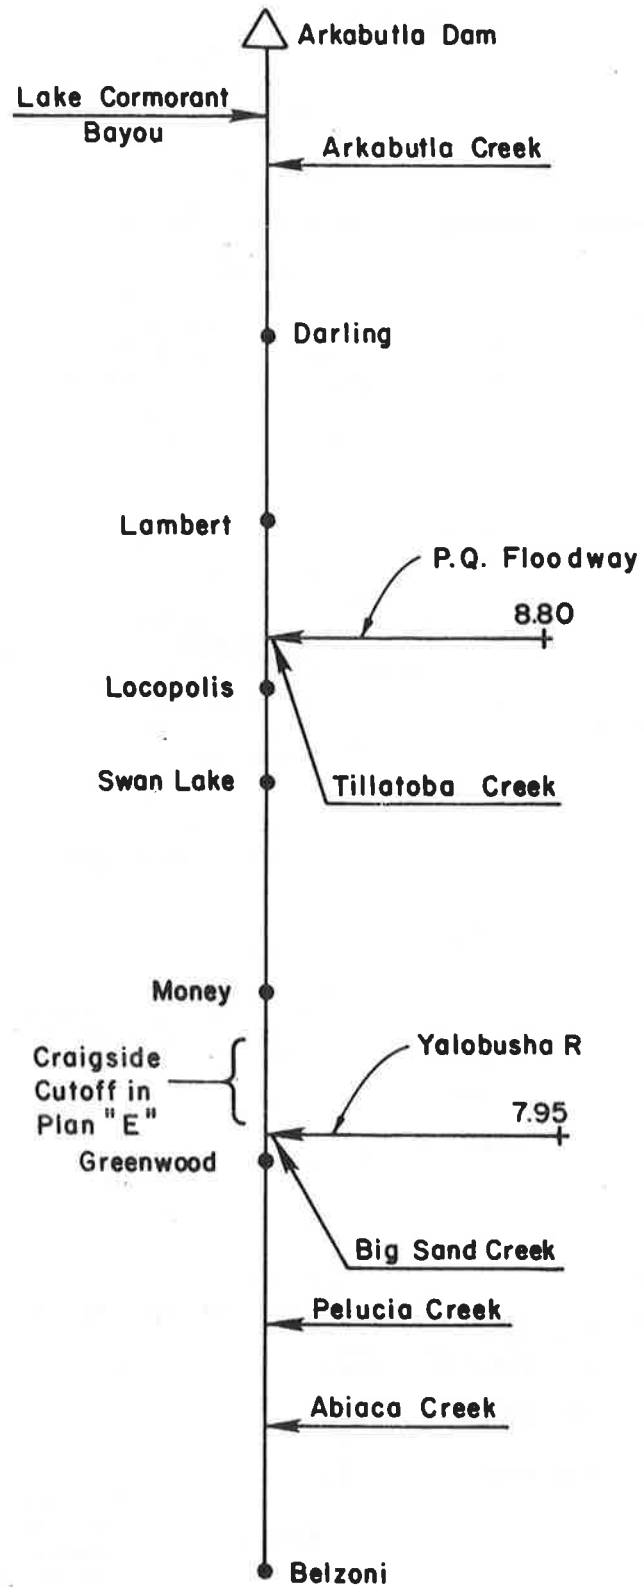 Arkabutla Dam
Lake Cormorant
Bayou
Arkabutla Creek
Darling
Lambert
P.Q. Floodway
8.80
Locopolis
Swan Lake
Tillatoba Creek
Money
Craigside
Cutoff in
Plan "E"
Yalobusha R
7.95
Greenwood
Big Sand Creek
Pelucia Creek
Abiaca Creek
Belzoni